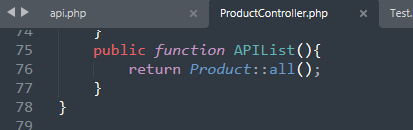 api.php × ProductController.php × Test.
74 }
75 public function APIList(){
76 return Product::all();
77 }
78 }
79